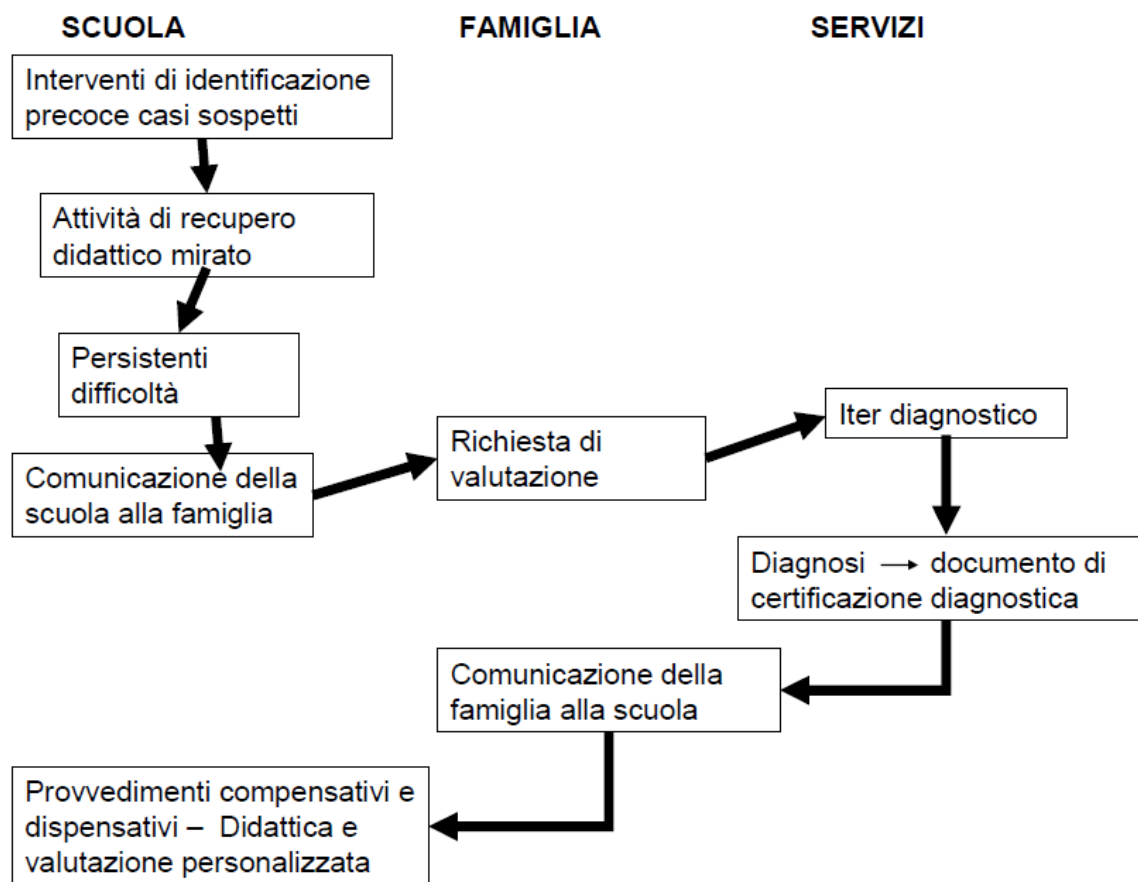 SCUOLA FAMIGLIA SERVIZI
Interventi di identificazione
precoce casi sospetti
Attività di recupero
didattico mirato
Persistenti
difficoltà
Comunicazione della
scuola alla famiglia
Richiesta di
valutazione
Iter diagnostico
Diagnosi → documento di
certificazione diagnostica
Comunicazione della
famiglia alla scuola
Provvedimenti compensativi e
dispensativi – Didattica e
valutazione personalizzata